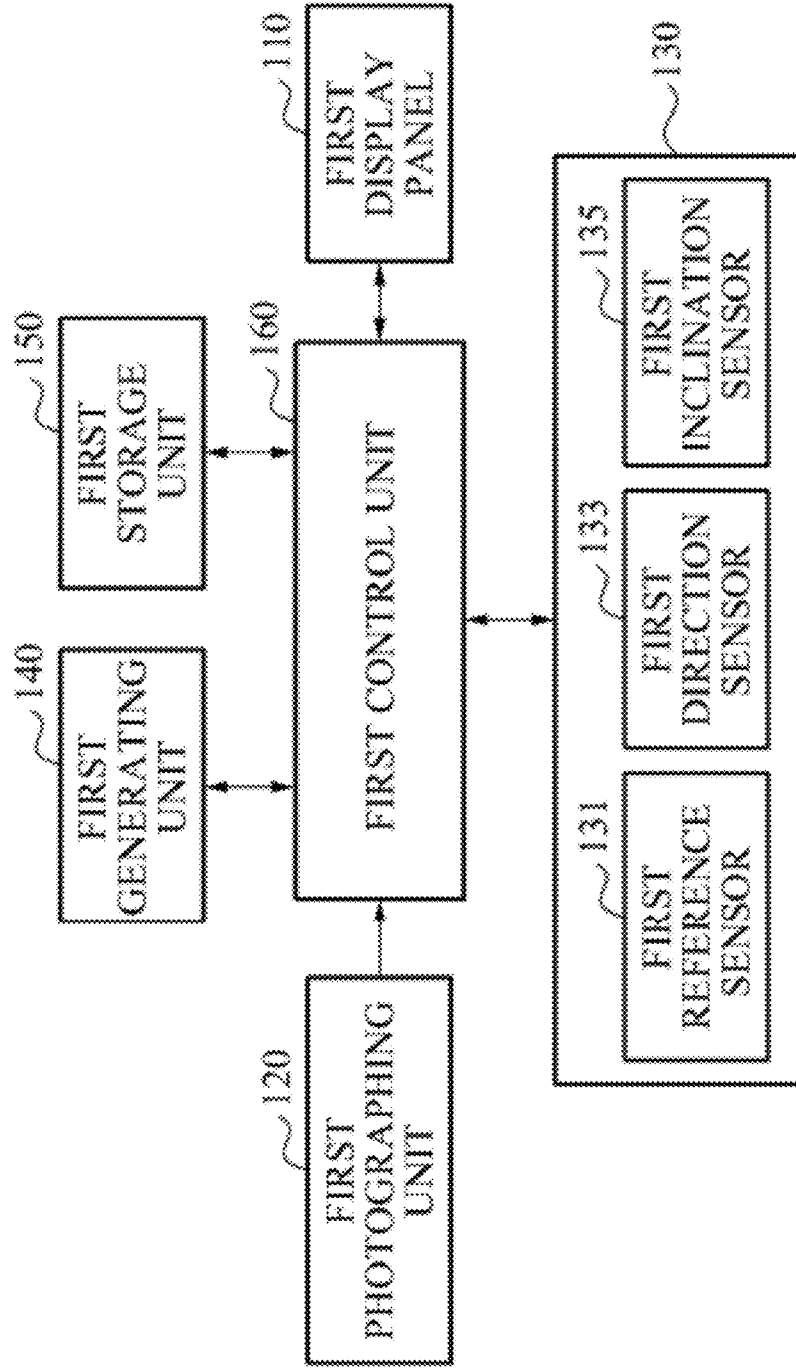 140
FIRST
GENERATING
UNIT
150
FIRST
STORAGE
UNIT
120
FIRST
PHOTOGRAPHING
UNIT
160
FIRST CONTROL UNIT
110
FIRST
DISPLAY
PANEL
130
131
FIRST
REFERENCE
SENSOR
133
FIRST
DIRECTION
SENSOR
135
FIRST
INCLINATION
SENSOR